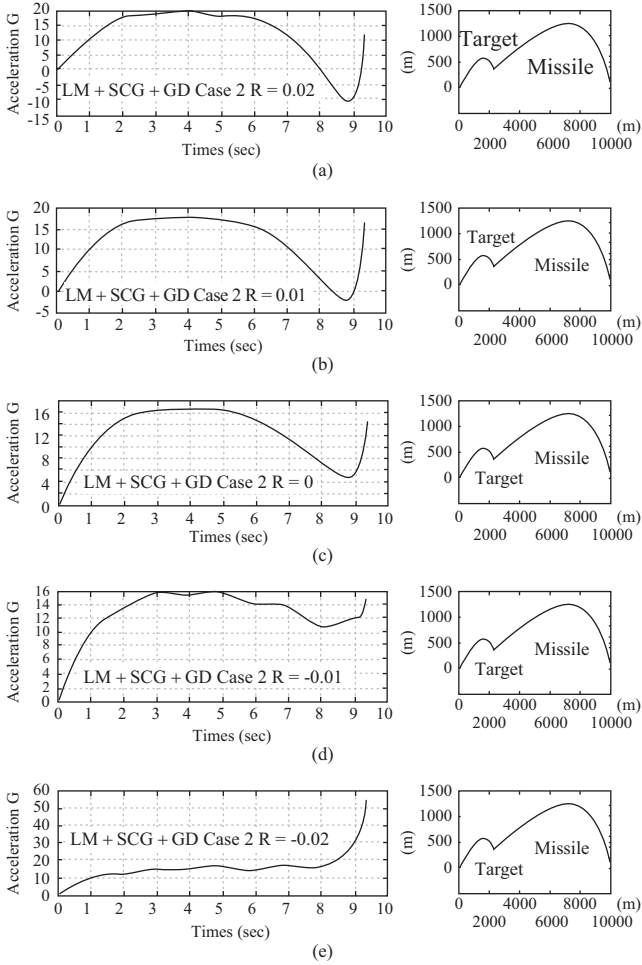 20
15
10
5
0
-5
-10
-15
Acceleration G
LM + SCG + GD Case 2 R = 0.02
0 1 2 3 4 5 6 7 8 9 10
Times (sec)
1500
1000
500
0
(m)
Target
Missile
0 4000 8000 (m)
2000 6000 10000
(a)
20
15
10
5
0
-5
Acceleration G
LM + SCG + GD Case 2 R = 0.01
0 1 2 3 4 5 6 7 8 9 10
Times (sec)
1500
1000
500
0
(m)
Target
Missile
0 4000 8000 (m)
2000 6000 10000
(b)
16
12
8
4
0
Acceleration G
LM + SCG + GD Case 2 R = 0
0 1 2 3 4 5 6 7 8 9 10
Times (sec)
1500
1000
500
0
(m)
Target
Missile
0 4000 8000 (m)
2000 6000 10000
(c)
16
14
12
10
8
6
4
2
0
Acceleration G
LM + SCG + GD Case 2 R = -0.01
0 1 2 3 4 5 6 7 8 9 10
Times (sec)
1500
1000
500
0
(m)
Target
Missile
0 4000 8000 (m)
2000 6000 10000
(d)
60
50
40
30
20
10
0
Acceleration G
LM + SCG + GD Case 2 R = -0.02
0 1 2 3 4 5 6 7 8 9 10
Times (sec)
1500
1000
500
0
(m)
Target
Missile
0 4000 8000 (m)
2000 6000 10000
(e)